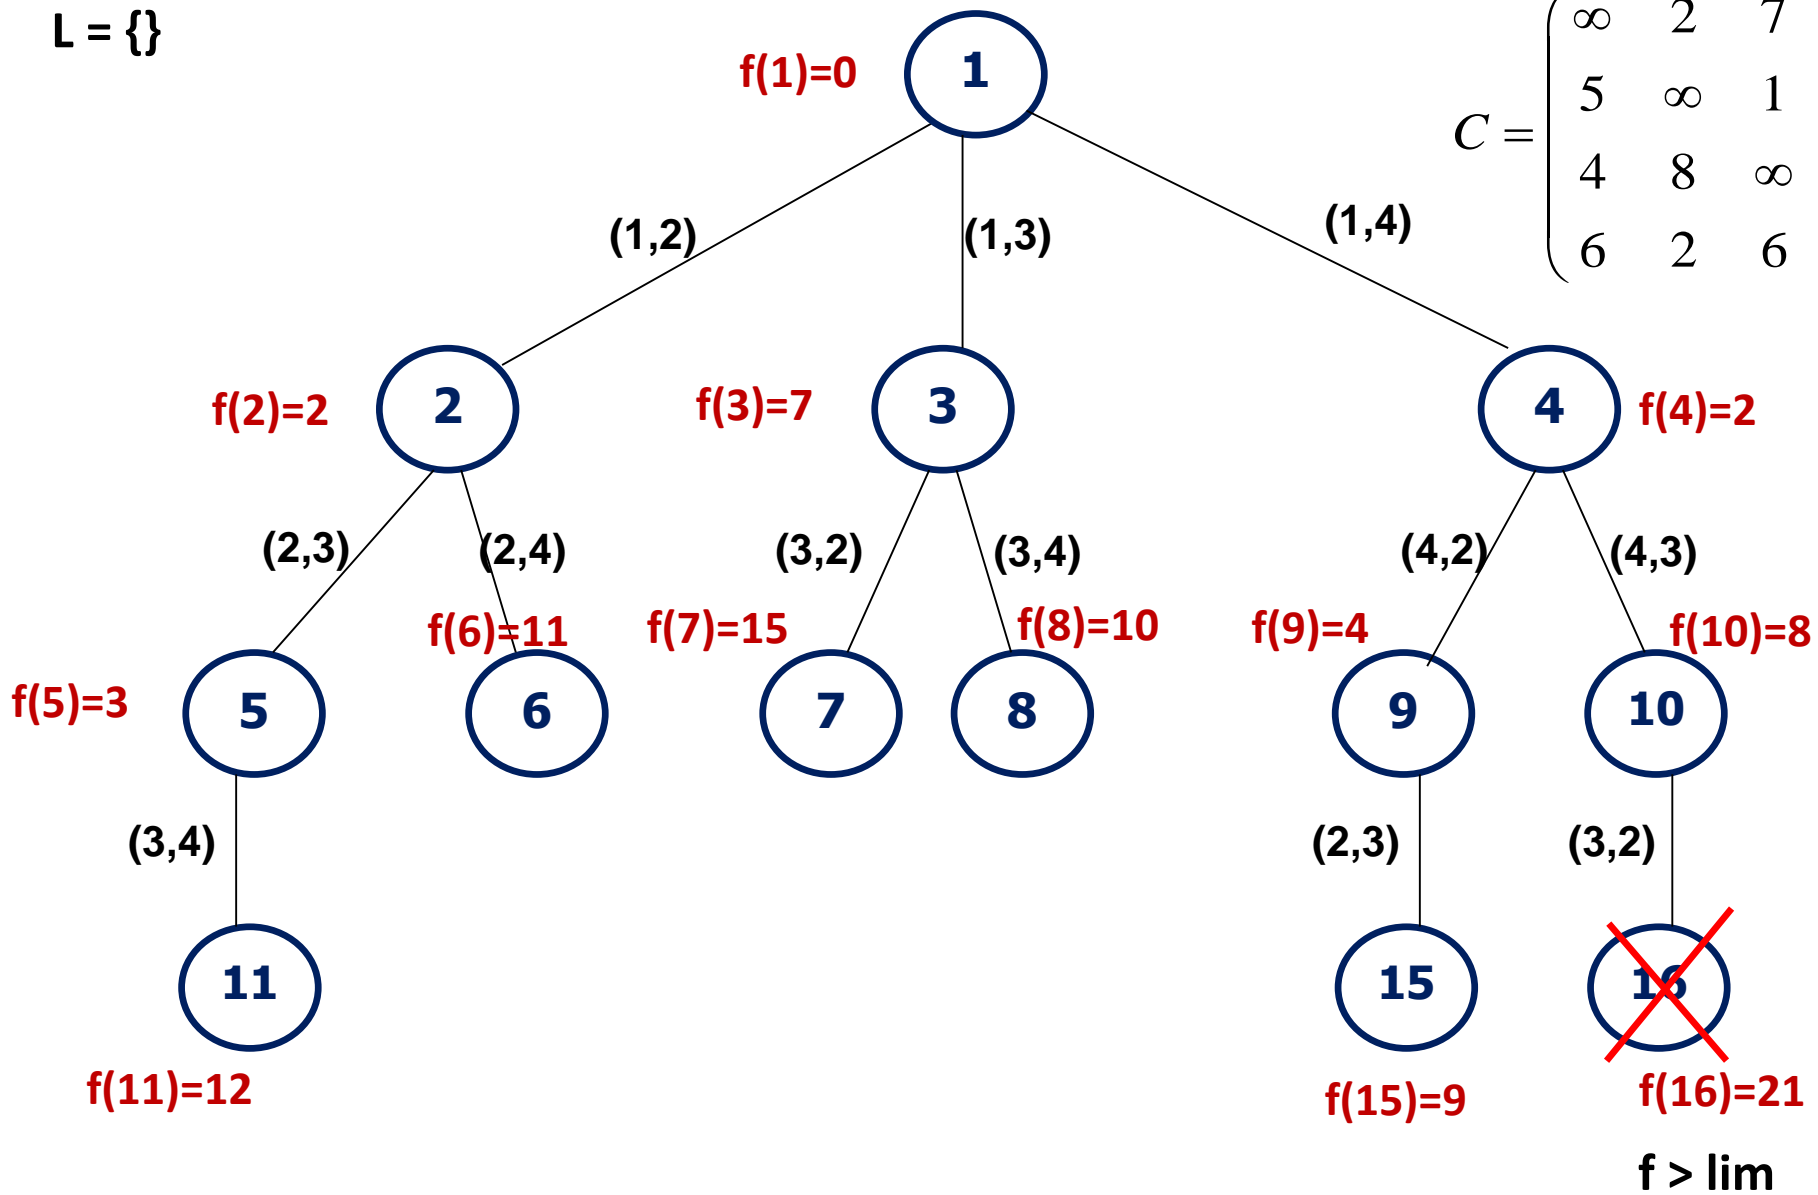 L = {}
f(1)=0
1
C =
∞ 2 7
5 ∞ 1
4 8 ∞
6 2 6
(1,2)
(1,3)
(1,4)
f(2)=2
2
f(3)=7
3
4
f(4)=2
(2,3)
(2,4)
(3,2)
(3,4)
(4,2)
(4,3)
f(6)=11
f(7)=15
f(8)=10
f(9)=4
f(10)=8
f(5)=3
5
6
7
8
9
10
(3,4)
(2,3)
(3,2)
11
15
16
f(11)=12
f(15)=9
f(16)=21
f > lim